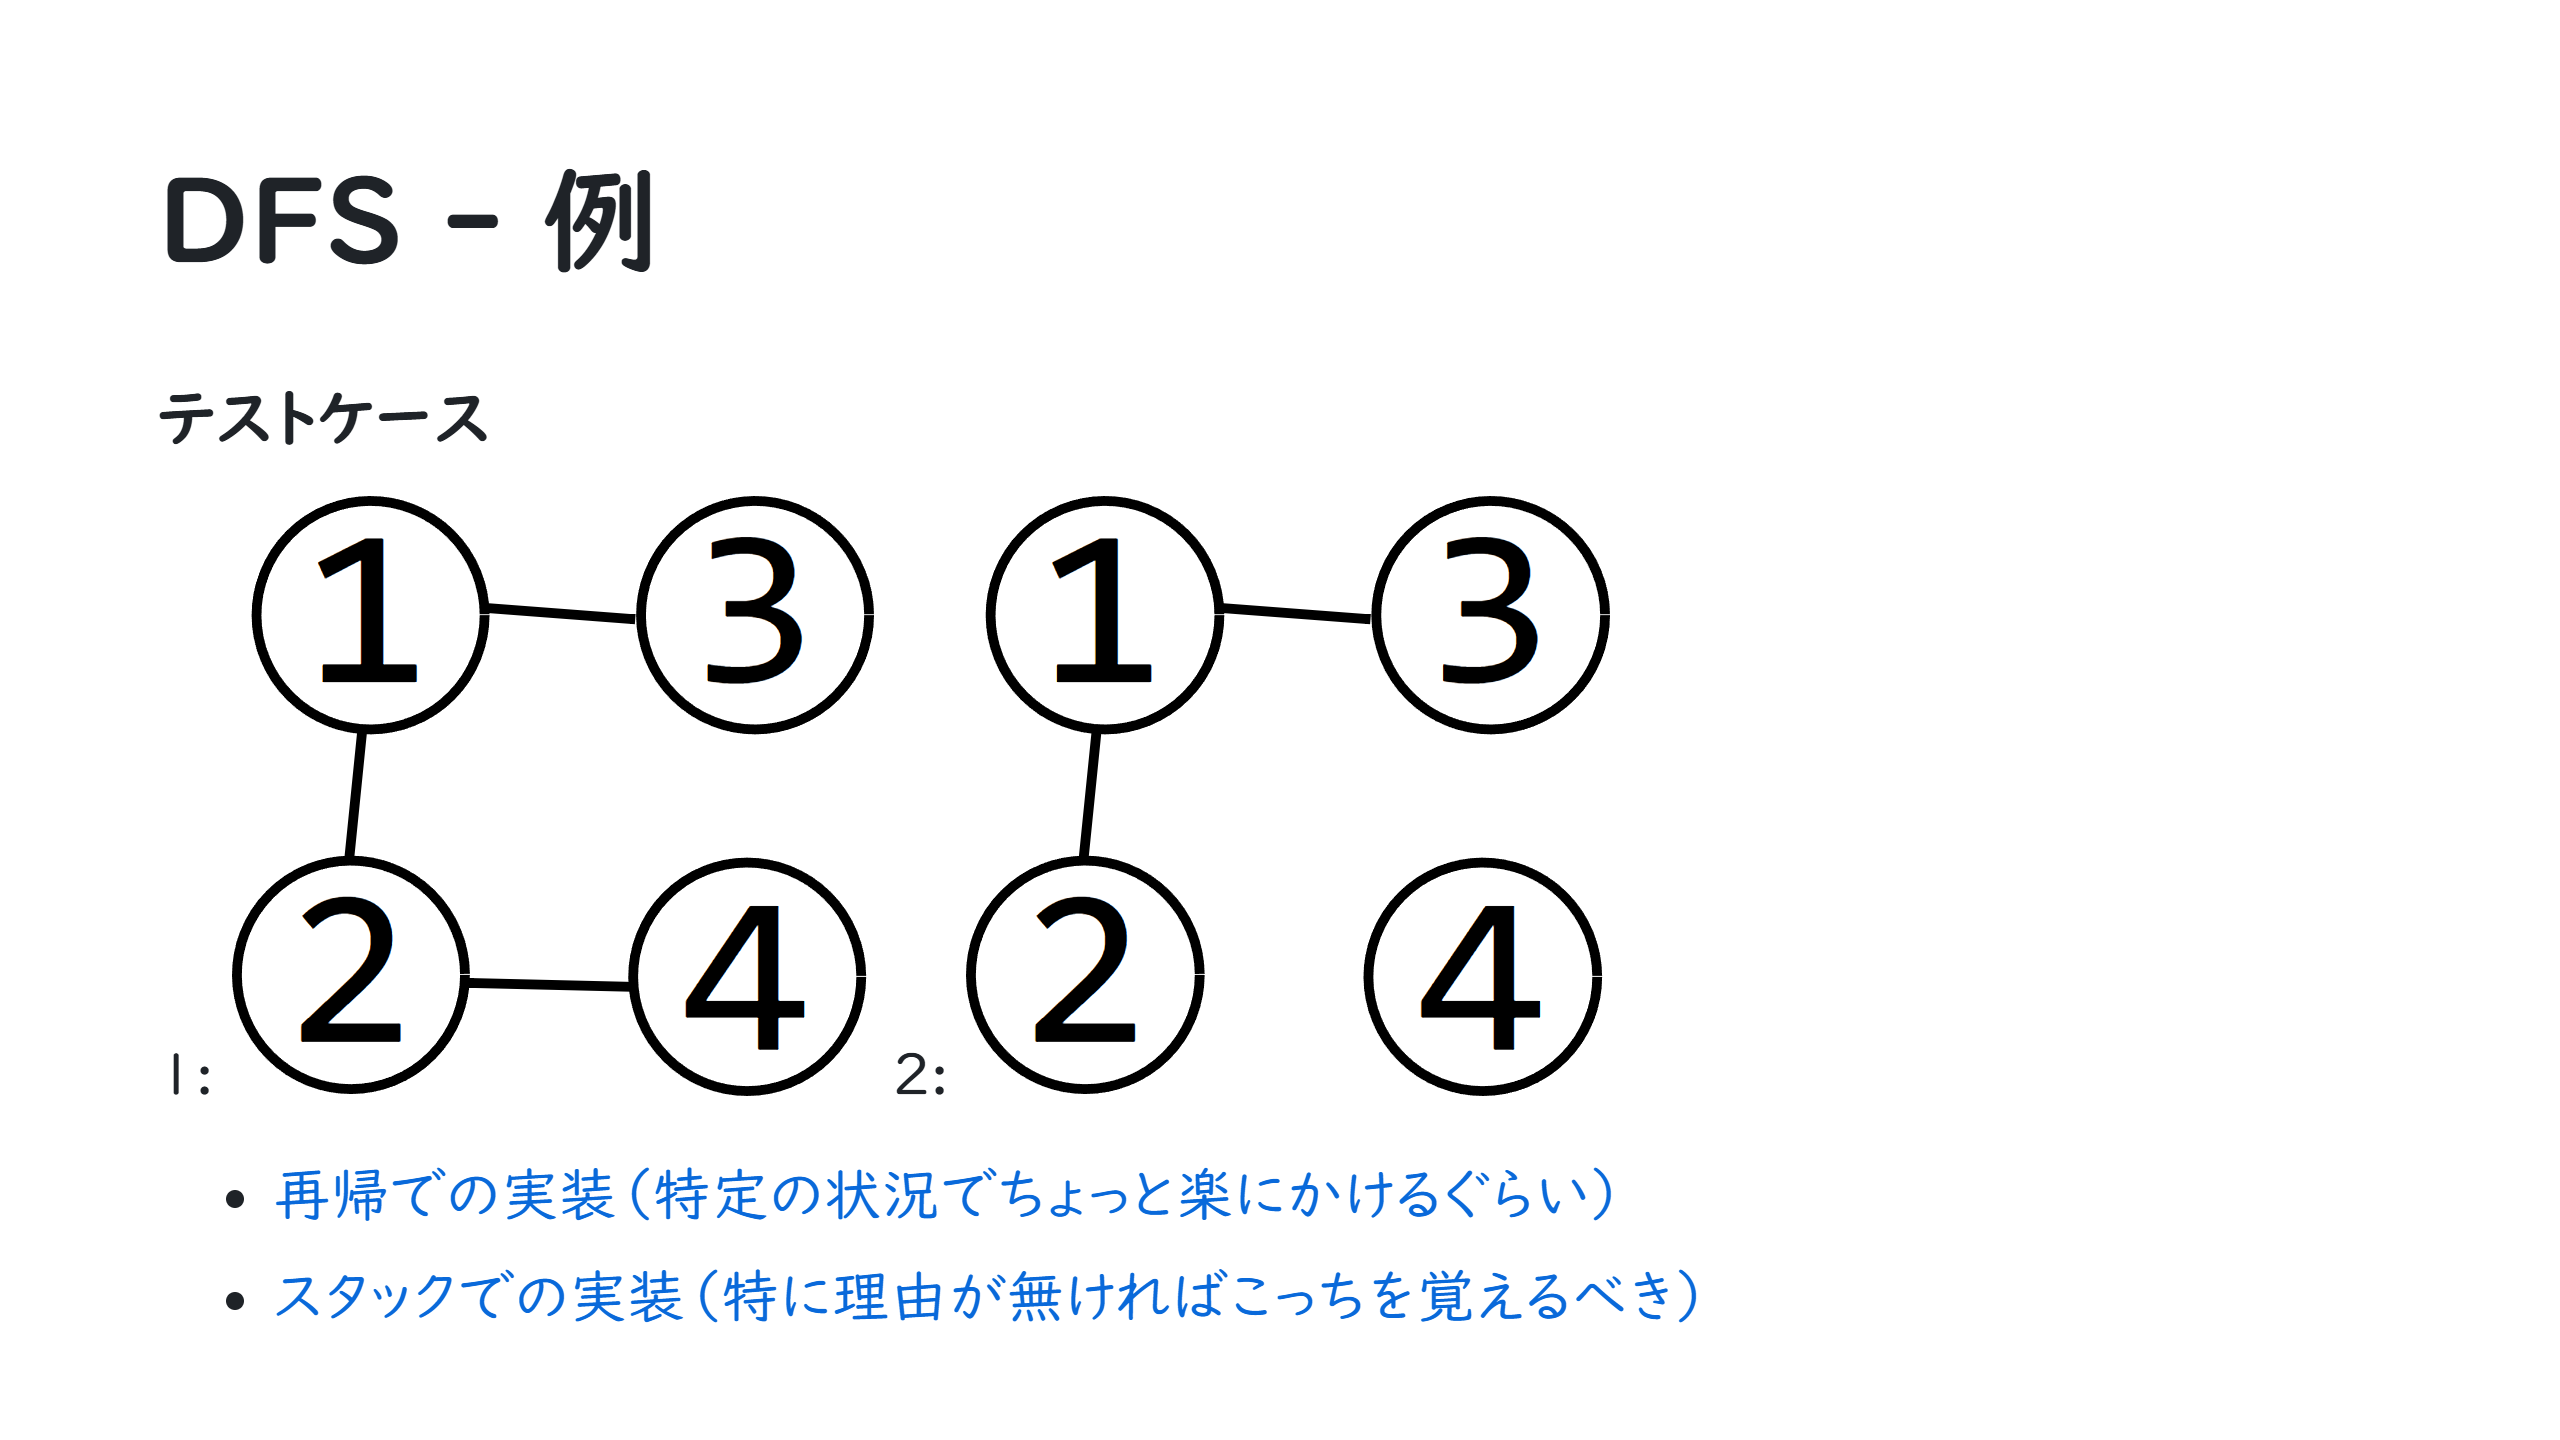 DFS - 例
テストケース
1 3 1 3
2 4 2 4
1: 2:
再帰での実装(特定の状況でちょっと楽にかけるぐらい)
スタックでの実装(特に理由が無ければこっちを覚えるべき)